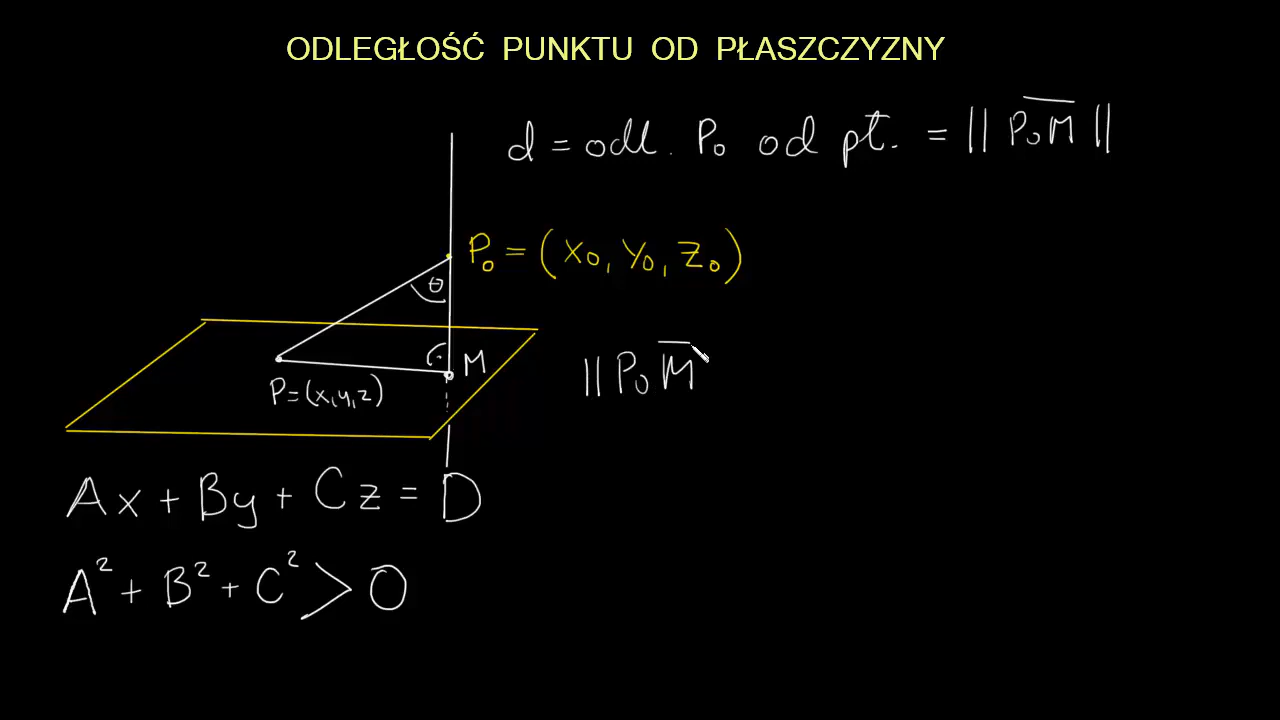 ODLEGŁOŚĆ PUNKTU OD PŁASZCZYZNY
d = odl. P₀ od pł. = ||P₀M||
P₀ = (x₀, y₀, z₀)
θ
M
||P₀M
P=(x,y,z)
Ax + By + Cz = D
A² + B² + C² > 0